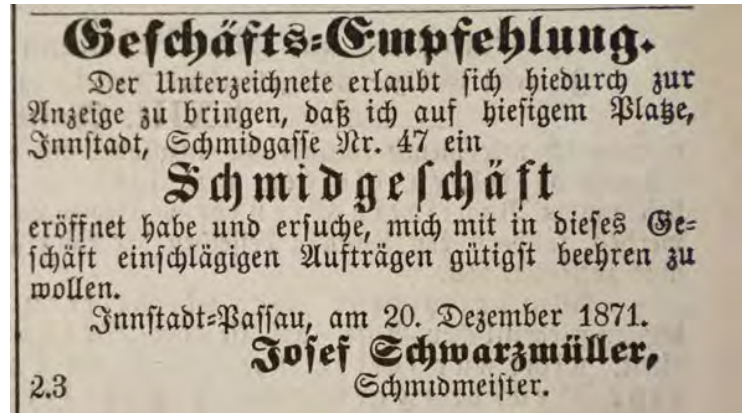 Geschäfts-Empfehlung.
Der Unterzeichnete erlaubt sich hiedurch zur
Anzeige zu bringen, daß ich auf hiesigem Platze,
Innstadt, Schmidgasse Nr. 47 ein
Schmidgeschäft
eröffnet habe und ersuche, mich mit in dieses Ge-
schäft einschlägigen Aufträgen gütigst beehren zu
wollen.
Innstadt-Passau, am 20. Dezember 1871.
Josef Schwarzmüller,
2.3 Schmidmeister.